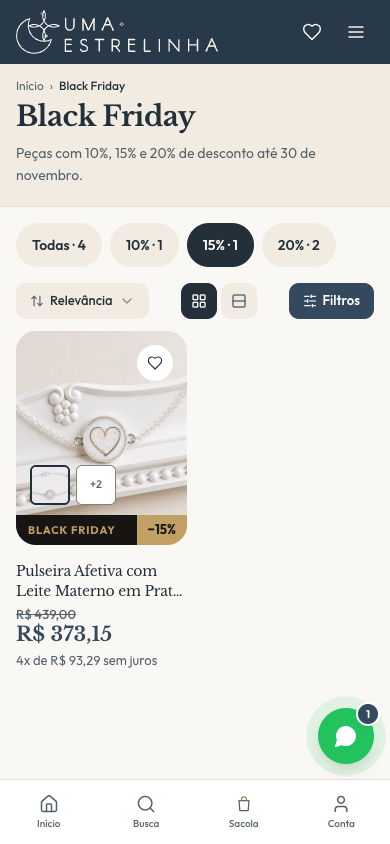 UMA
ESTRELINHA
Início › Black Friday
Black Friday
Peças com 10%, 15% e 20% de desconto até 30 de
novembro.
Todas · 4
10% · 1
15% · 1
20% · 2
Relevância
Filtros
+2
BLACK FRIDAY
−15%
Pulseira Afetiva com
Leite Materno em Prat...
R$ 439,00
R$ 373,15
4x de R$ 93,29 sem juros
1
Início
Busca
Sacola
Conta